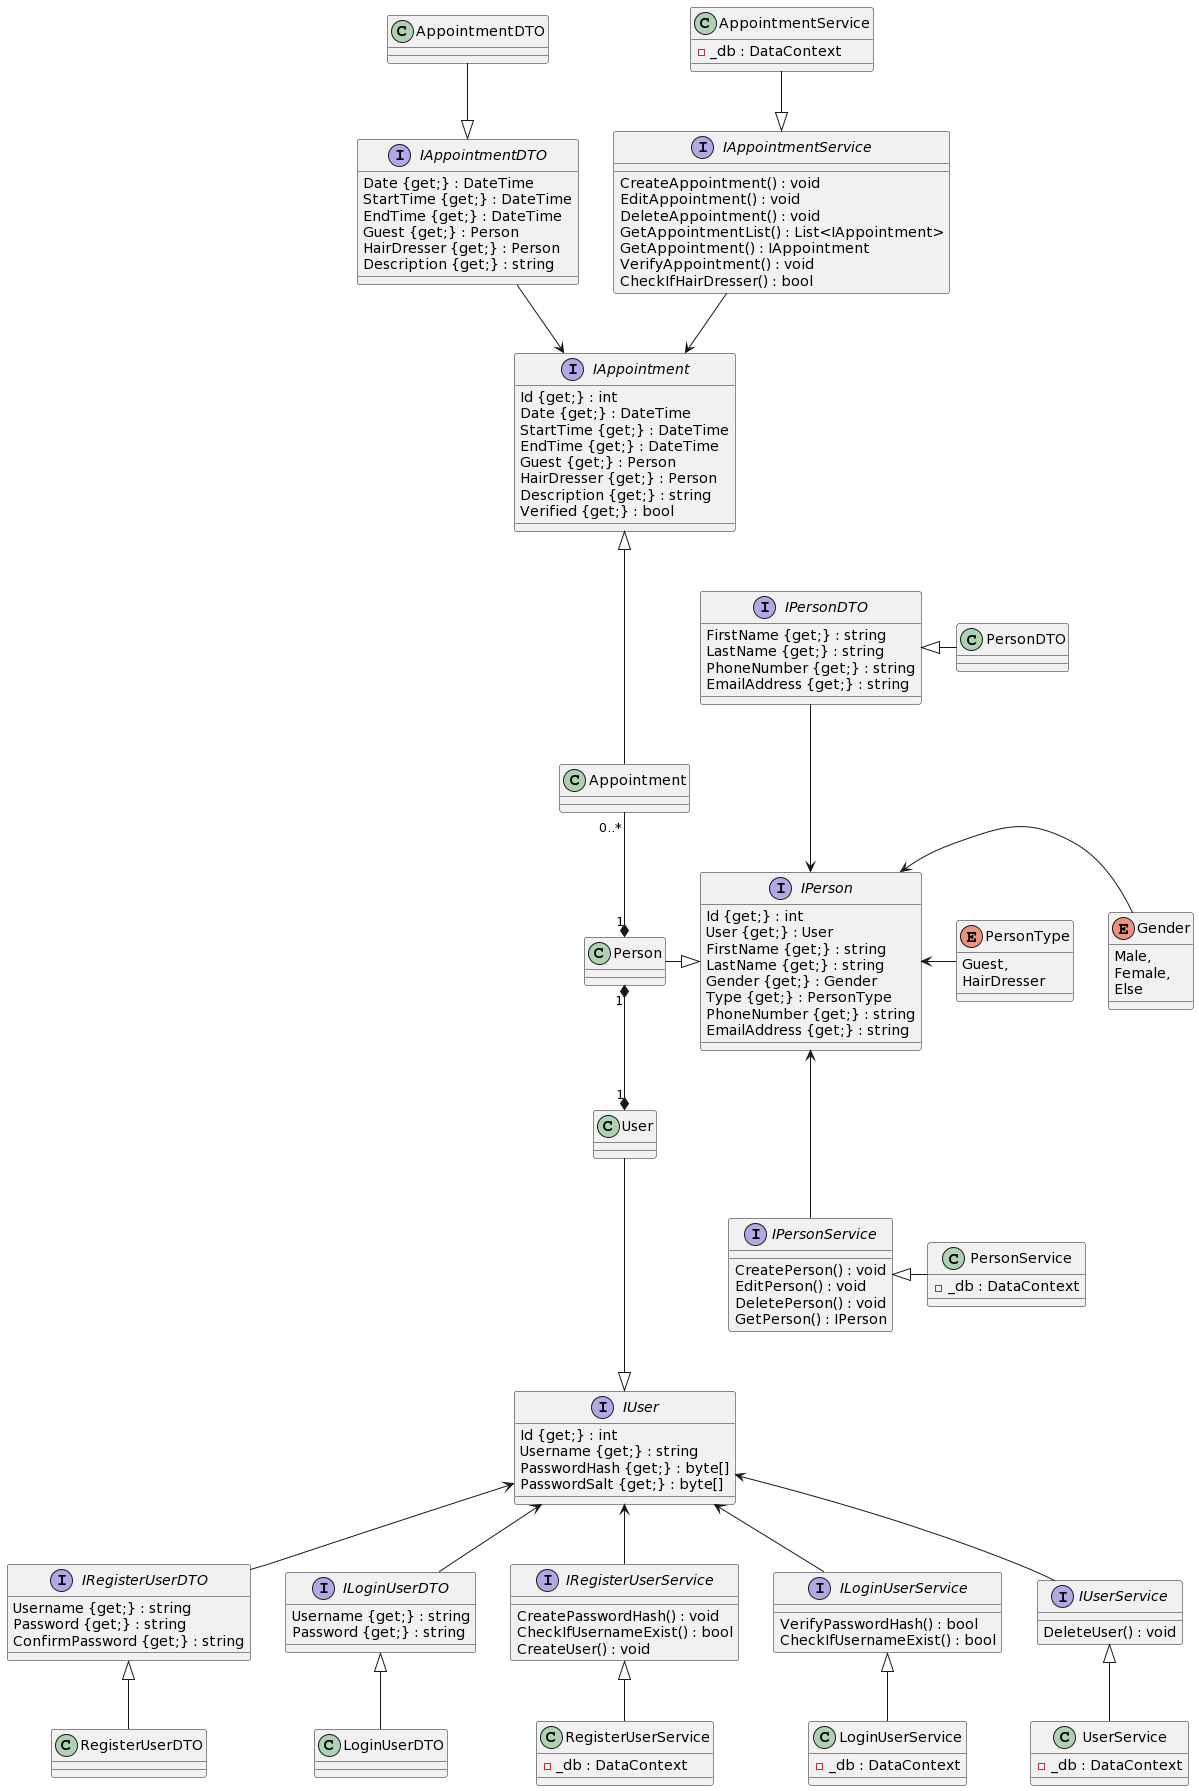 C AppointmentDTO
C AppointmentService
_db : DataContext
I IAppointmentDTO
Date {get;} : DateTime
StartTime {get;} : DateTime
EndTime {get;} : DateTime
Guest {get;} : Person
HairDresser {get;} : Person
Description {get;} : string
I IAppointmentService
CreateAppointment() : void
EditAppointment() : void
DeleteAppointment() : void
GetAppointmentList() : List<IAppointment>
GetAppointment() : IAppointment
VerifyAppointment() : void
CheckIfHairDresser() : bool
I IAppointment
Id {get;} : int
Date {get;} : DateTime
StartTime {get;} : DateTime
EndTime {get;} : DateTime
Guest {get;} : Person
HairDresser {get;} : Person
Description {get;} : string
Verified {get;} : bool
I IPersonDTO
FirstName {get;} : string
LastName {get;} : string
PhoneNumber {get;} : string
EmailAddress {get;} : string
C PersonDTO
C Appointment
0..*
1
C Person
1
I IPerson
Id {get;} : int
User {get;} : User
FirstName {get;} : string
LastName {get;} : string
Gender {get;} : Gender
Type {get;} : PersonType
PhoneNumber {get;} : string
EmailAddress {get;} : string
E PersonType
Guest,
HairDresser
E Gender
Male,
Female,
Else
1
C User
I IPersonService
CreatePerson() : void
EditPerson() : void
DeletePerson() : void
GetPerson() : IPerson
C PersonService
_db : DataContext
I IUser
Id {get;} : int
Username {get;} : string
PasswordHash {get;} : byte[]
PasswordSalt {get;} : byte[]
I IRegisterUserDTO
Username {get;} : string
Password {get;} : string
ConfirmPassword {get;} : string
I ILoginUserDTO
Username {get;} : string
Password {get;} : string
I IRegisterUserService
CreatePasswordHash() : void
CheckIfUsernameExist() : bool
CreateUser() : void
I ILoginUserService
VerifyPasswordHash() : bool
CheckIfUsernameExist() : bool
I IUserService
DeleteUser() : void
C RegisterUserDTO
C LoginUserDTO
C RegisterUserService
_db : DataContext
C LoginUserService
_db : DataContext
C UserService
_db : DataContext